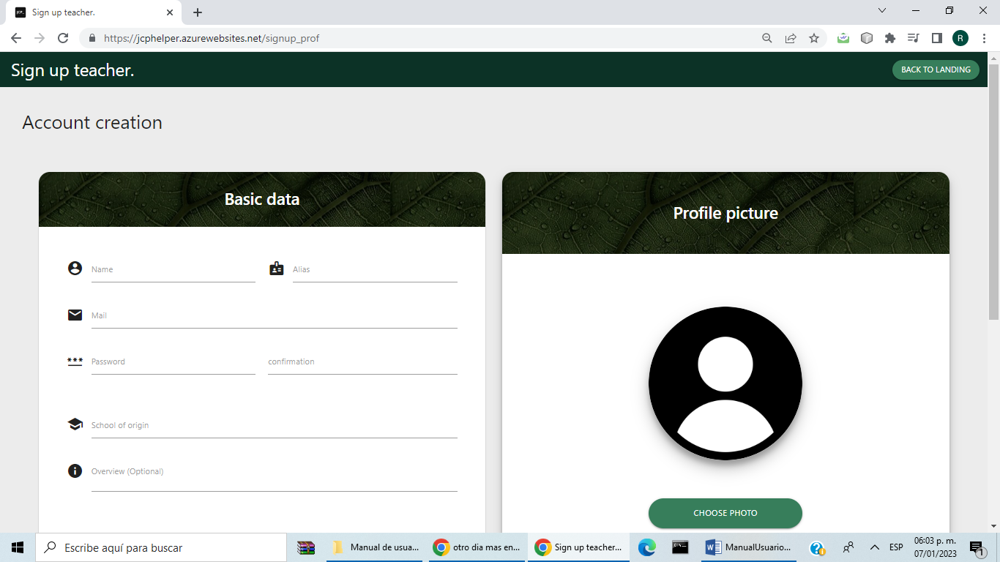 Sign up teacher.
https://jcphelper.azurewebsites.net/signup_prof
R
Sign up teacher.
BACK TO LANDING
Account creation
Basic data
Name
Alias
Mail
*** Password
confirmation
School of origin
Overview (Optional)
Profile picture
CHOOSE PHOTO
Escribe aquí para buscar
Manual de usua...
otro dia mas en...
Sign up teacher...
ManualUsuario...
ESP
06:03 p. m.
07/01/2023
1